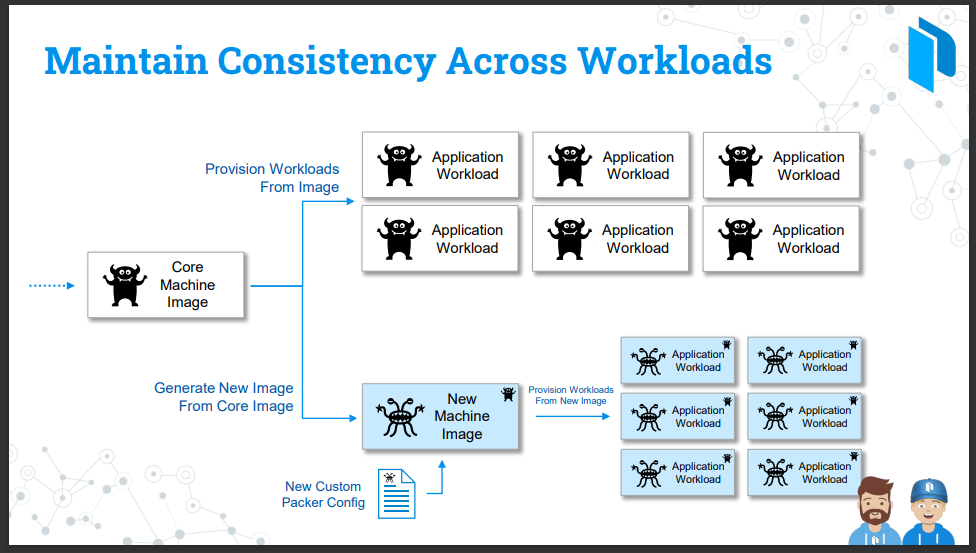 Maintain Consistency Across Workloads
Provision Workloads
From Image
Application
Workload
Application
Workload
Application
Workload
Application
Workload
Application
Workload
Application
Workload
Core
Machine
Image
Generate New Image
From Core Image
New
Machine
Image
Provision Workloads
From New Image
Application
Workload
Application
Workload
Application
Workload
Application
Workload
Application
Workload
Application
Workload
New Custom
Packer Config